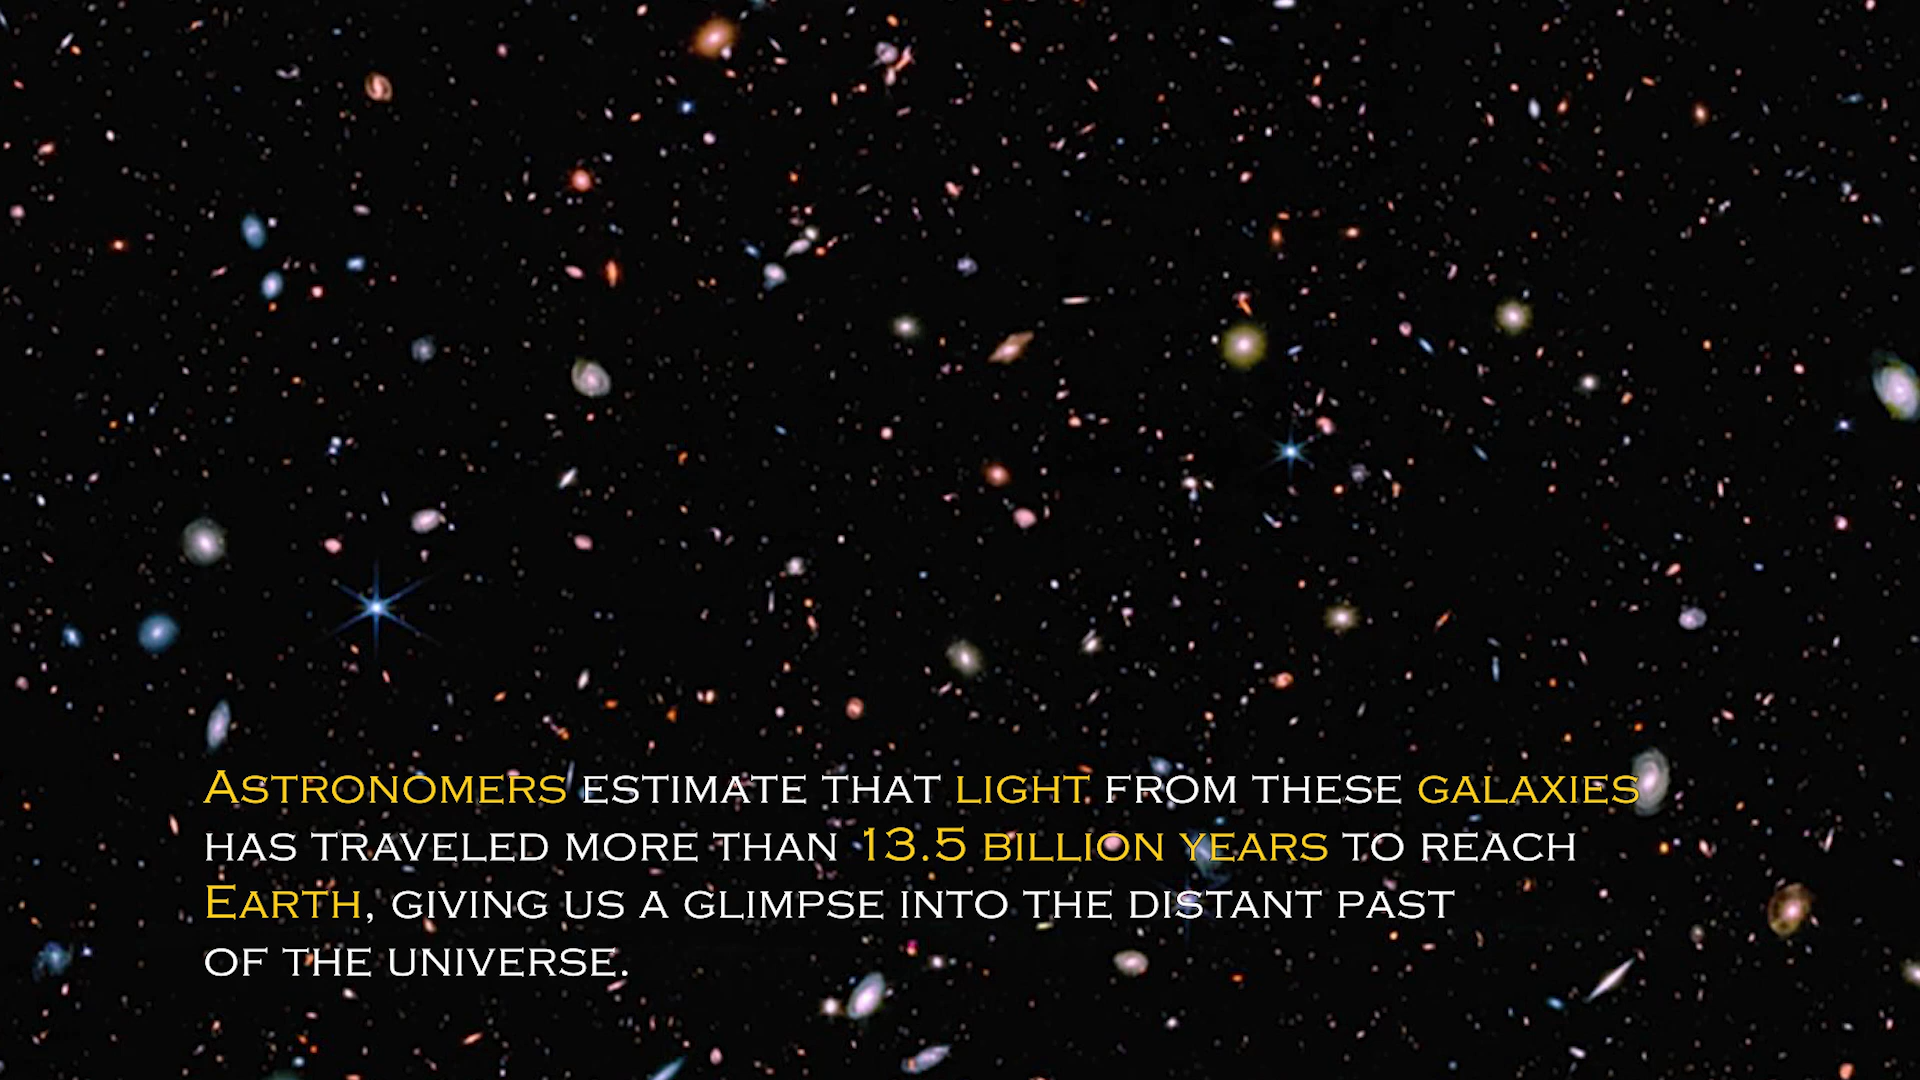 Astronomers estimate that light from these galaxies
has traveled more than 13.5 billion years to reach
Earth, giving us a glimpse into the distant past
of the universe.